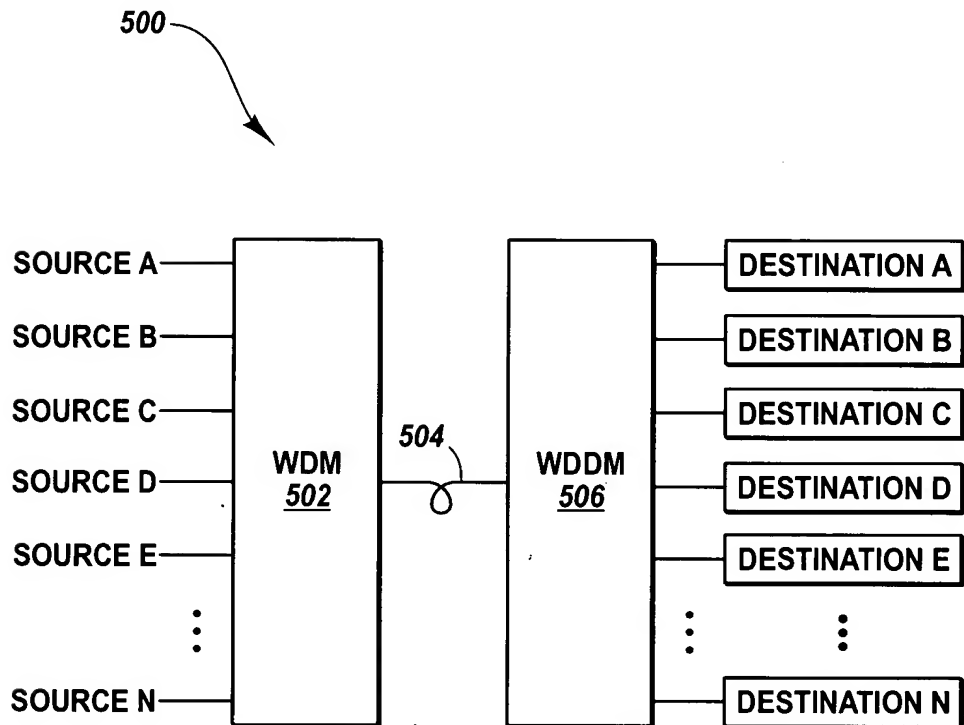 500
SOURCE A
DESTINATION A
SOURCE B
DESTINATION B
SOURCE C
DESTINATION C
504
WDM
502
WDDM
506
SOURCE D
DESTINATION D
SOURCE E
DESTINATION E
SOURCE N
DESTINATION N